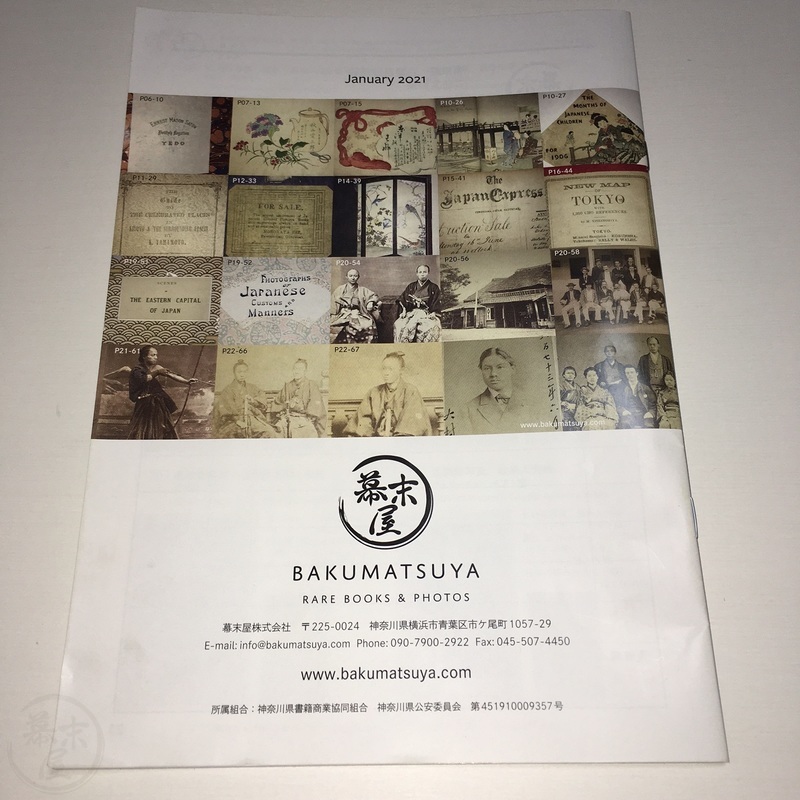 January 2021
P06-10
P07-13
P07-15
P10-26
P10-27
YEDO
THE MONTHS OF
JAPANESE
CHILDREN
FOR 1906
P11-29
P12-33
P14-39
P15-41
P16-44
The
Guide
THE CELEBRATED PLACES
FOR SALE.
The
Japan Express
Auction Sale
NEW MAP
OF
TOKYO
TOKYO.
P19-51
P19-52
P20-54
P20-56
P20-58
THE EASTERN CAPITAL
OF JAPAN
Photographs
of
Japanese
Customs
Manners
P21-61
P22-66
P22-67
www.bakumatsuya.com
幕末屋
BAKUMATSUYA
RARE BOOKS & PHOTOS
幕末屋株式会社 〒225-0024 神奈川県横浜市青葉区市ケ尾町1057-29
E-mail: info@bakumatsuya.com Phone: 090-7900-2922 Fax: 045-507-4450
www.bakumatsuya.com
所属組合：神奈川県書籍商業協同組合 神奈川県公安委員会 第451910009357号
幕末屋